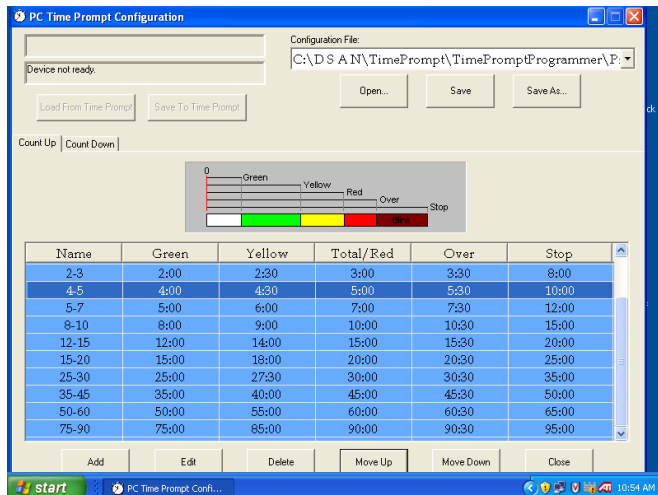 PC Time Prompt Configuration
Configuration File:
C:\D S A N\TimePrompt\TimePromptProgrammer\P
Device not ready.
Open... Save Save As...
Load From Time Prompt Save To Time Prompt
ck
Count Up Count Down
0
Green
Yellow
Red
Over
Stop
Blink
Name Green Yellow Total/Red Over Stop
2-3 2:00 2:30 3:00 3:30 8:00
4-5 4:00 4:30 5:00 5:30 10:00
5-7 5:00 6:00 7:00 7:30 12:00
8-10 8:00 9:00 10:00 10:30 15:00
12-15 12:00 14:00 15:00 15:30 20:00
15-20 15:00 18:00 20:00 20:30 25:00
25-30 25:00 27:30 30:00 30:30 35:00
35-45 35:00 40:00 45:00 45:30 50:00
50-60 50:00 55:00 60:00 60:30 65:00
75-90 75:00 85:00 90:00 90:30 95:00
Add Edit Delete Move Up Move Down Close
start PC Time Prompt Confi... 10:54 AM